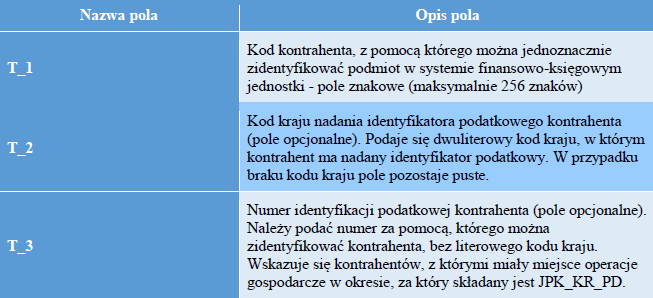 Nazwa pola
Opis pola
T_1
Kod kontrahenta, z pomocą którego można jednoznacznie
zidentyfikować podmiot w systemie finansowo-księgowym
jednostki - pole znakowe (maksymalnie 256 znaków)
T_2
Kod kraju nadania identyfikatora podatkowego kontrahenta
(pole opcjonalne). Podaje się dwuliterowy kod kraju, w którym
kontrahent ma nadany identyfikator podatkowy. W przypadku
braku kodu kraju pole pozostaje puste.
T_3
Numer identyfikacji podatkowej kontrahenta (pole opcjonalne).
Należy podać numer za pomocą, którego można
zidentyfikować kontrahenta, bez literowego kodu kraju.
Wskazuje się kontrahentów, z którymi miały miejsce operacje
gospodarcze w okresie, za który składany jest JPK_KR_PD.